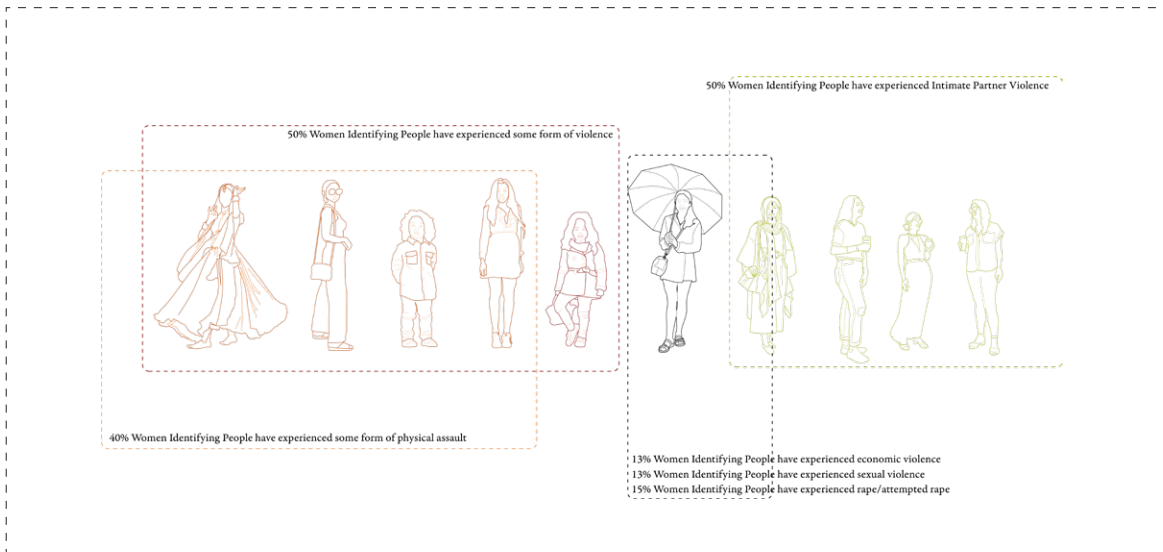 50% Women Identifying People have experienced Intimate Partner Violence
50% Women Identifying People have experienced some form of violence
40% Women Identifying People have experienced some form of physical assault
13% Women Identifying People have experienced economic violence
13% Women Identifying People have experienced sexual violence
15% Women Identifying People have experienced rape/attempted rape